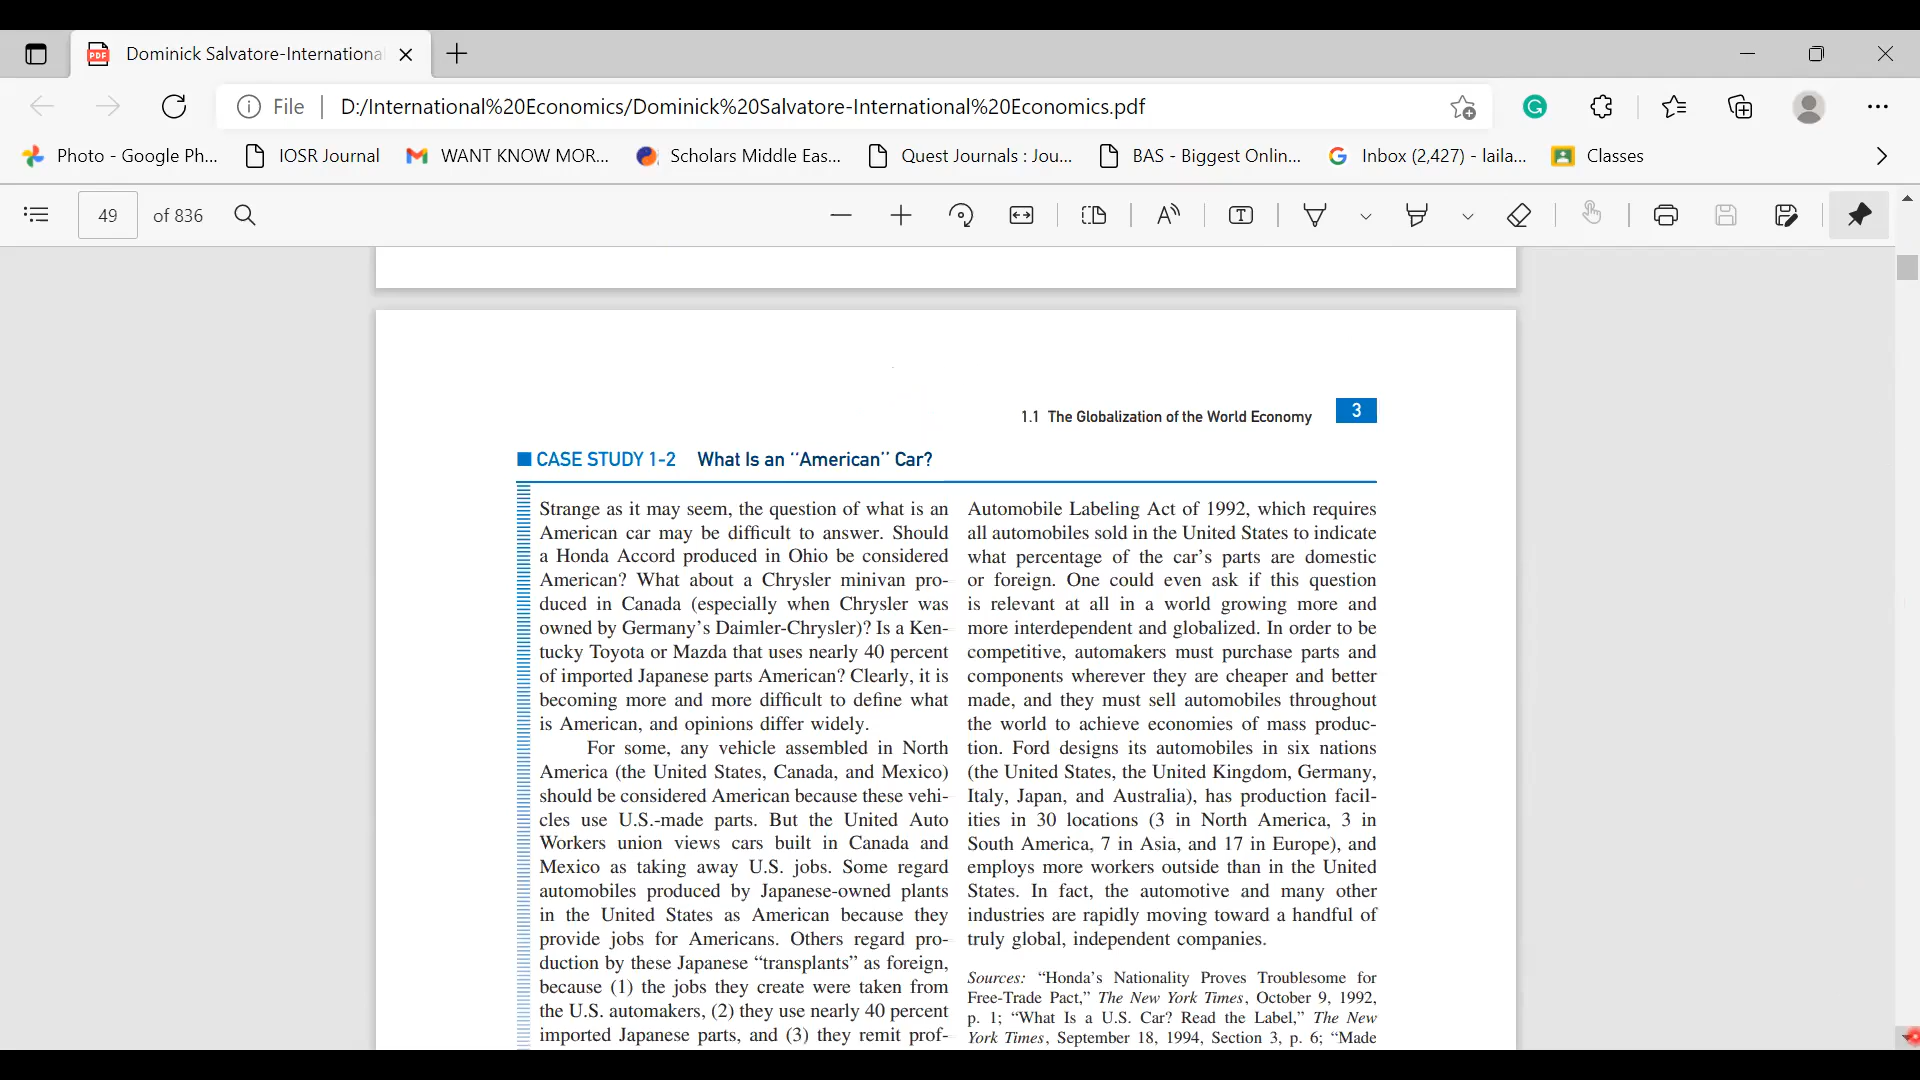 Dominick Salvatore-Internationa
File
D:/International%20Economics/Dominick%20Salvatore-International%20Economics.pdf
Photo - Google Ph...
IOSR Journal
WANT KNOW MOR...
Scholars Middle Eas...
Quest Journals : Jou...
BAS - Biggest Onlin...
Inbox (2,427) - laila...
Classes
49 of 836
1.1 The Globalization of the World Economy 3
CASE STUDY 1-2 What Is an “American” Car?
Strange as it may seem, the question of what is an
American car may be difficult to answer. Should
a Honda Accord produced in Ohio be considered
American? What about a Chrysler minivan pro-
duced in Canada (especially when Chrysler was
owned by Germany’s Daimler-Chrysler)? Is a Ken-
tucky Toyota or Mazda that uses nearly 40 percent
of imported Japanese parts American? Clearly, it is
becoming more and more difficult to define what
is American, and opinions differ widely.
For some, any vehicle assembled in North
America (the United States, Canada, and Mexico)
should be considered American because these vehi-
cles use U.S.-made parts. But the United Auto
Workers union views cars built in Canada and
Mexico as taking away U.S. jobs. Some regard
automobiles produced by Japanese-owned plants
in the United States as American because they
provide jobs for Americans. Others regard pro-
duction by these Japanese “transplants” as foreign,
because (1) the jobs they create were taken from
the U.S. automakers, (2) they use nearly 40 percent
imported Japanese parts, and (3) they remit prof-
Automobile Labeling Act of 1992, which requires
all automobiles sold in the United States to indicate
what percentage of the car’s parts are domestic
or foreign. One could even ask if this question
is relevant at all in a world growing more and
more interdependent and globalized. In order to be
competitive, automakers must purchase parts and
components wherever they are cheaper and better
made, and they must sell automobiles throughout
the world to achieve economies of mass produc-
tion. Ford designs its automobiles in six nations
(the United States, the United Kingdom, Germany,
Italy, Japan, and Australia), has production facil-
ities in 30 locations (3 in North America, 3 in
South America, 7 in Asia, and 17 in Europe), and
employs more workers outside than in the United
States. In fact, the automotive and many other
industries are rapidly moving toward a handful of
truly global, independent companies.
Sources: “Honda’s Nationality Proves Troublesome for
Free-Trade Pact,” The New York Times, October 9, 1992,
p. 1; “What Is a U.S. Car? Read the Label,” The New
York Times, September 18, 1994, Section 3, p. 6; “Made